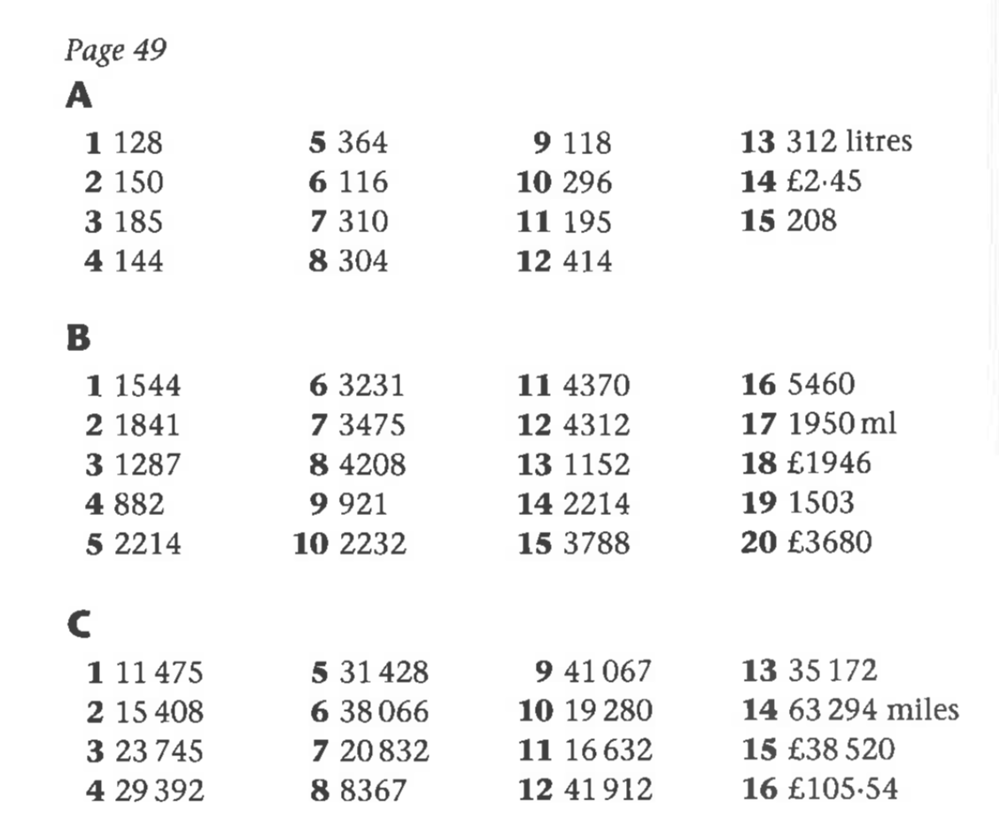 Page 49
A
1 128 5 364 9 118 13 312 litres
2 150 6 116 10 296 14 £2·45
3 185 7 310 11 195 15 208
4 144 8 304 12 414
B
1 1544 6 3231 11 4370 16 5460
2 1841 7 3475 12 4312 17 1950 ml
3 1287 8 4208 13 1152 18 £1946
4 882 9 921 14 2214 19 1503
5 2214 10 2232 15 3788 20 £3680
C
1 11 475 5 31 428 9 41 067 13 35 172
2 15 408 6 38 066 10 19 280 14 63 294 miles
3 23 745 7 20 832 11 16 632 15 £38 520
4 29 392 8 8367 12 41 912 16 £105·54